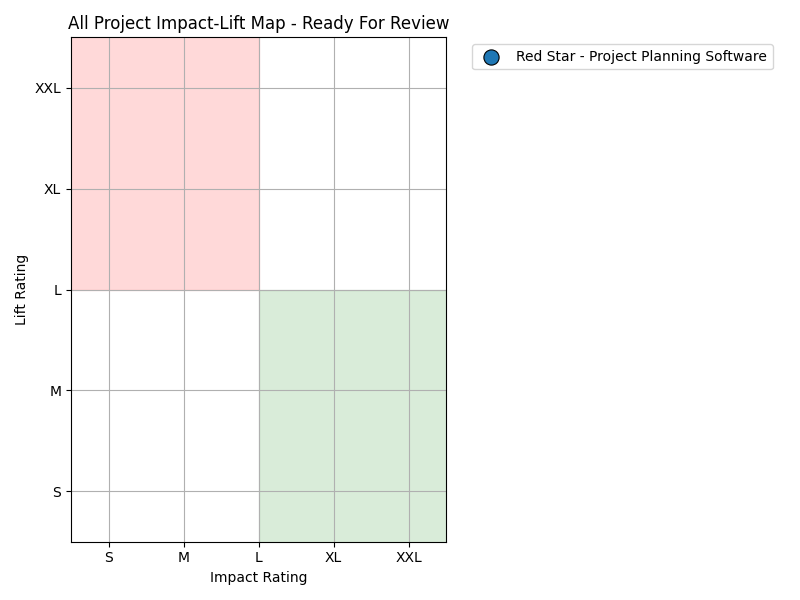 All Project Impact-Lift Map - Ready For Review
Red Star - Project Planning Software
XXL
XL
L
M
S
Lift Rating
S M L XL XXL
Impact Rating